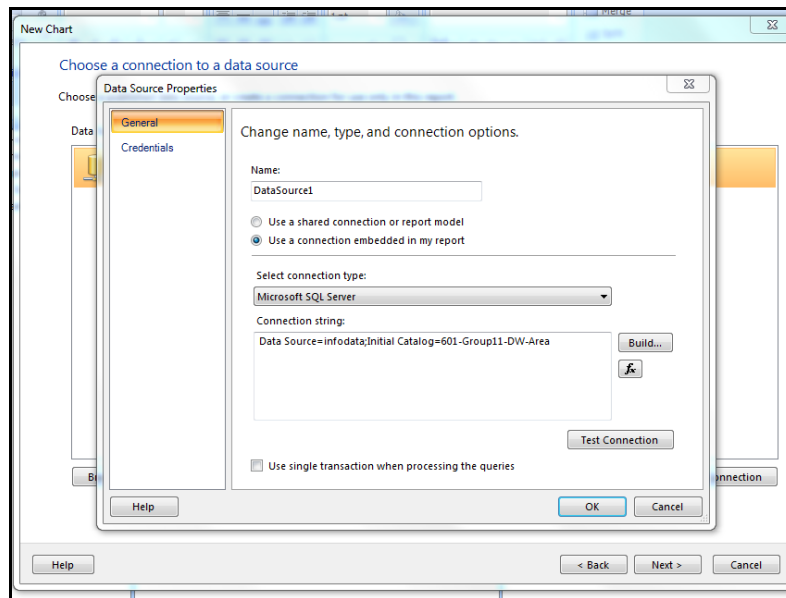 Merge
New Chart
Choose a connection to a data source
Data Source Properties
Choose
Data
General
Credentials
Change name, type, and connection options.
Name:
DataSource1
Use a shared connection or report model
Use a connection embedded in my report
Select connection type:
Microsoft SQL Server
Connection string:
Data Source=infodata;Initial Catalog=601-Group11-DW-Area
Build...
fx
Test Connection
Use single transaction when processing the queries
Help
OK
Cancel
Help
< Back
Next >
Cancel